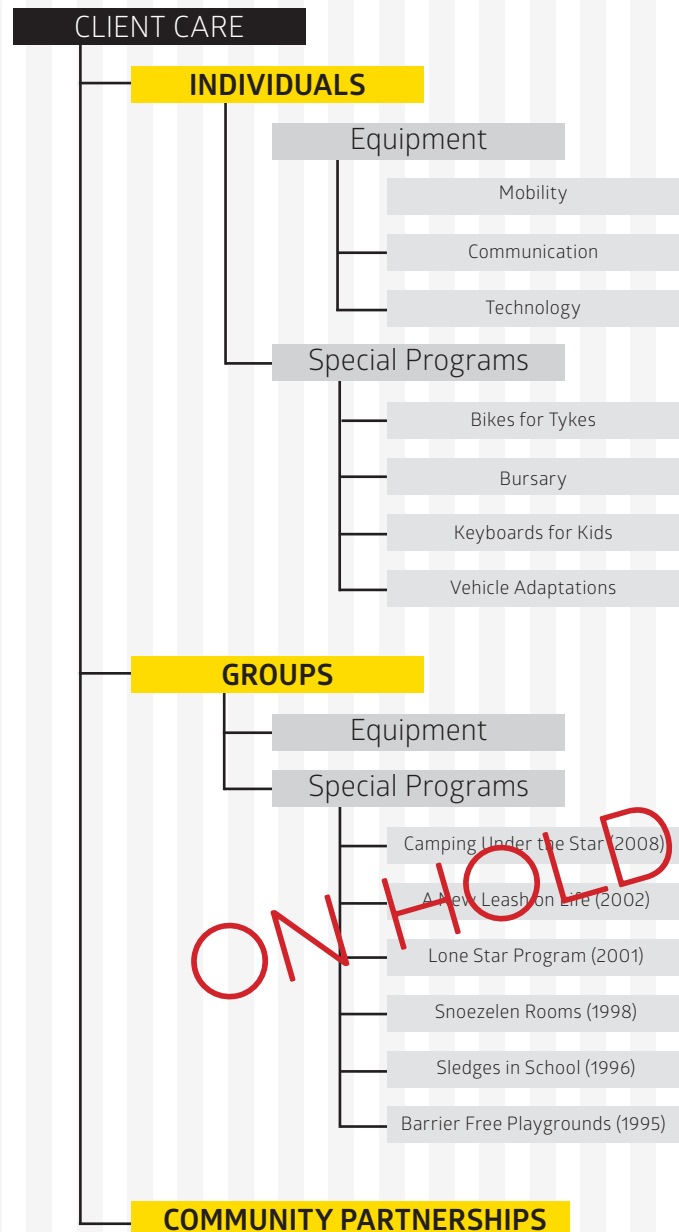 CLIENT CARE
INDIVIDUALS
Equipment
Mobility
Communication
Technology
Special Programs
Bikes for Tykes
Bursary
Keyboards for Kids
Vehicle Adaptations
GROUPS
Equipment
Special Programs
Camping Under the Star (2008)
A New Leash on Life (2002)
ON HOLD
Lone Star Program (2001)
Snoezelen Rooms (1998)
Sledges in School (1996)
Barrier Free Playgrounds (1995)
COMMUNITY PARTNERSHIPS